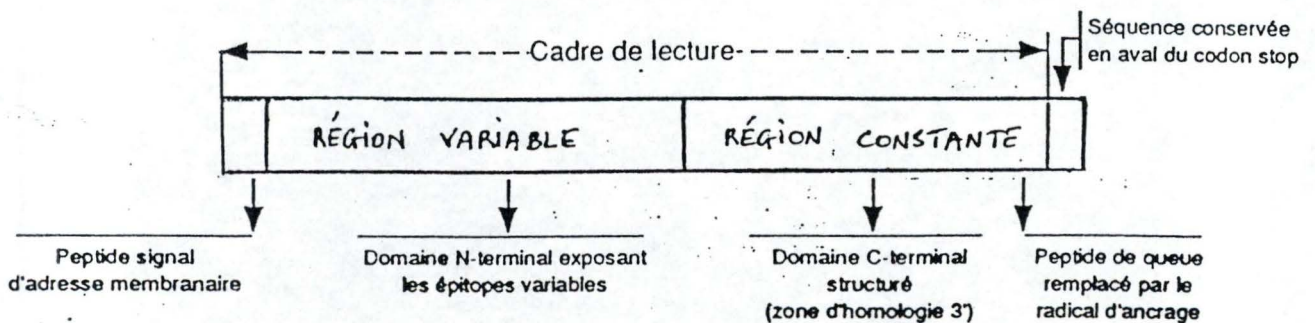 Séquence conservée
en aval du codon stop
Cadre de lecture
RÉGION VARIABLE
RÉGION CONSTANTE
Peptide signal
d'adresse membranaire
Domaine N-terminal exposant
les épitopes variables
Domaine C-terminal
structuré
(zone d'homologie 3')
Peptide de queue
remplacé par le
radical d'ancrage